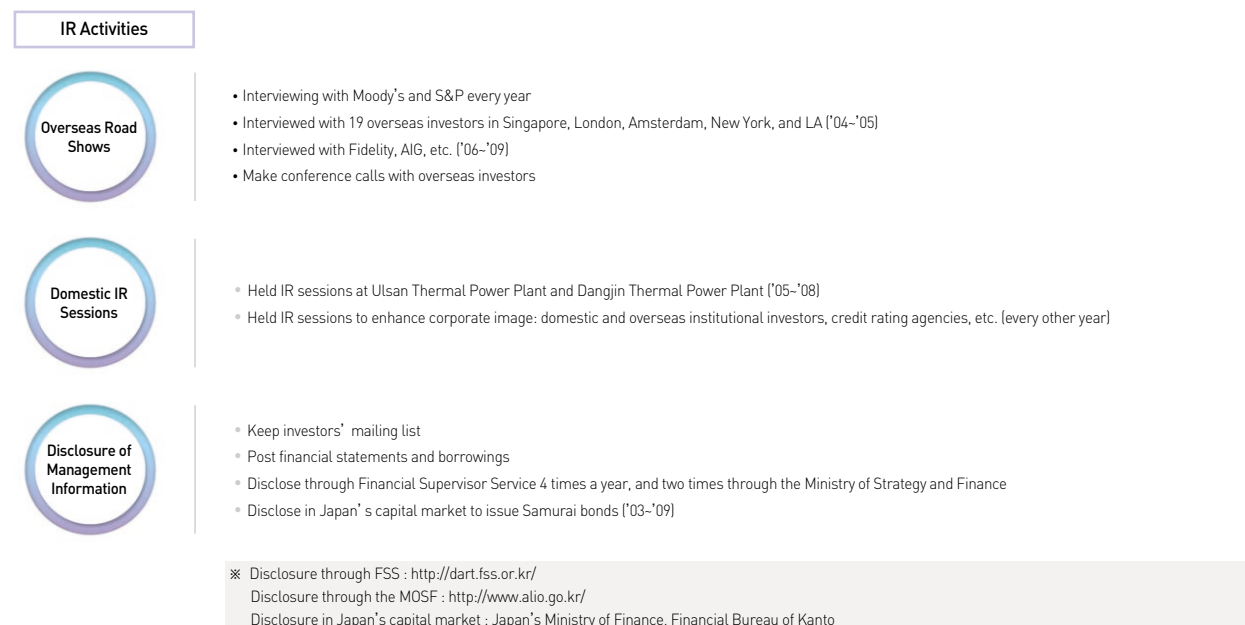 IR Activities
Overseas Road
Shows
• Interviewing with Moody's and S&P every year
• Interviewed with 19 overseas investors in Singapore, London, Amsterdam, New York, and LA ('04~'05)
• Interviewed with Fidelity, AIG, etc. ('06~'09)
• Make conference calls with overseas investors
Domestic IR
Sessions
• Held IR sessions at Ulsan Thermal Power Plant and Dangjin Thermal Power Plant ('05~'08)
• Held IR sessions to enhance corporate image: domestic and overseas institutional investors, credit rating agencies, etc. (every other year)
Disclosure of
Management
Information
• Keep investors' mailing list
• Post financial statements and borrowings
• Disclose through Financial Supervisor Service 4 times a year, and two times through the Ministry of Strategy and Finance
• Disclose in Japan's capital market to issue Samurai bonds ('03~'09)
※ Disclosure through FSS : http://dart.fss.or.kr/
Disclosure through the MOSF : http://www.alio.go.kr/
Disclosure in Japan's capital market : Japan's Ministry of Finance, Financial Bureau of Kanto